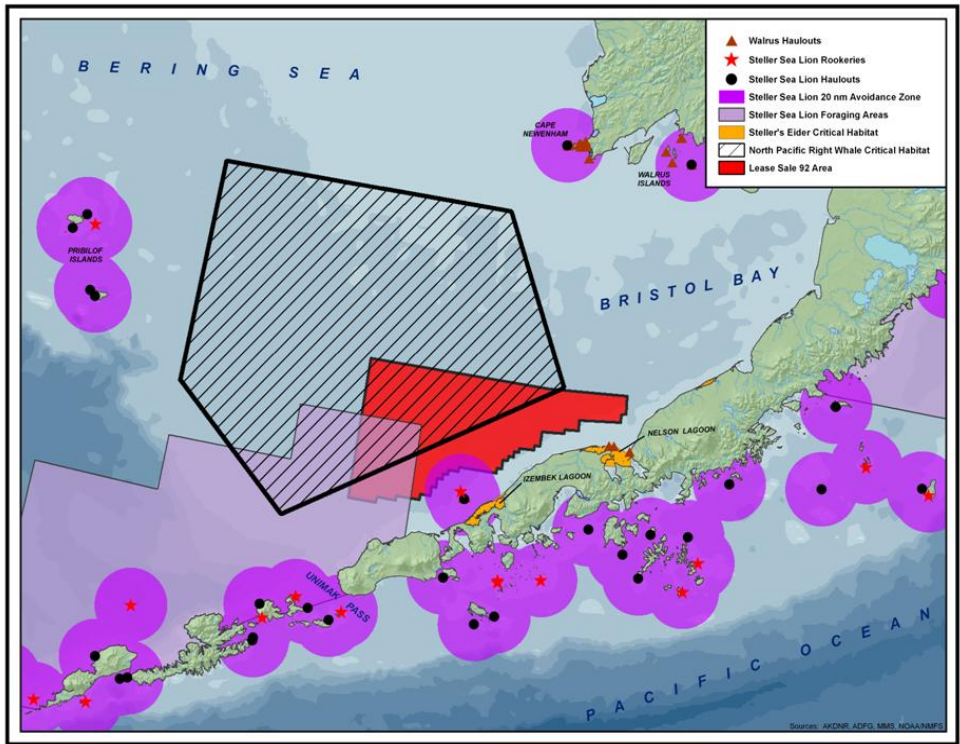 BERING SEA
Walrus Haulouts
Steller Sea Lion Rookeries
Steller Sea Lion Haulouts
Steller Sea Lion 20 nm Avoidance Zone
Steller Sea Lion Foraging Areas
Steller's Eider Critical Habitat
North Pacific Right Whale Critical Habitat
Lease Sale 92 Area
CAPE
NEWENHAM
WALRUS
ISLANDS
PRIBILOF
ISLANDS
BRISTOL BAY
NELSON LAGOON
IZEMBEK LAGOON
UNIMAK PASS
PACIFIC OCEAN
Sources: AKDNR, ADFG, MMS, NOAA/NMFS